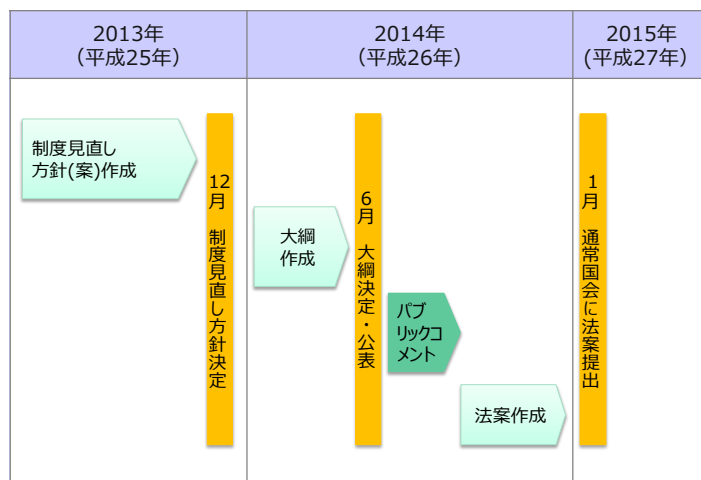 2013年
（平成25年）
2014年
（平成26年）
2015年
(平成27年）
制度見直し
方針(案)作成
12月　制度見直し方針決定
大綱
作成
6月　大綱決定・公表
パブ
リックコ
メント
法案作成
1月　通常国会に法案提出